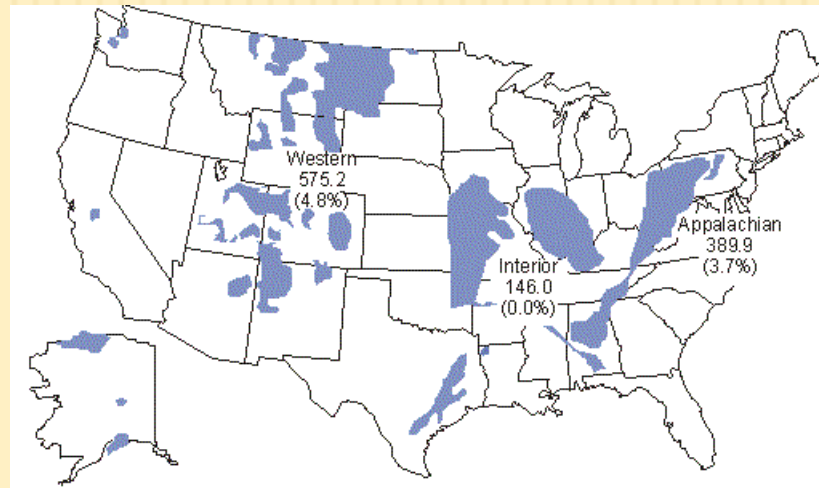 Western
575.2
(4.8%)
Interior
146.0
(0.0%)
Appalachian
389.9
(3.7%)